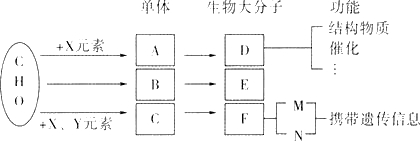 单体 生物大分子 功能
结构物质
+X元素 A D 催化
⋮
C H O B E
+X、Y元素 C F M 携带遗传信息
N